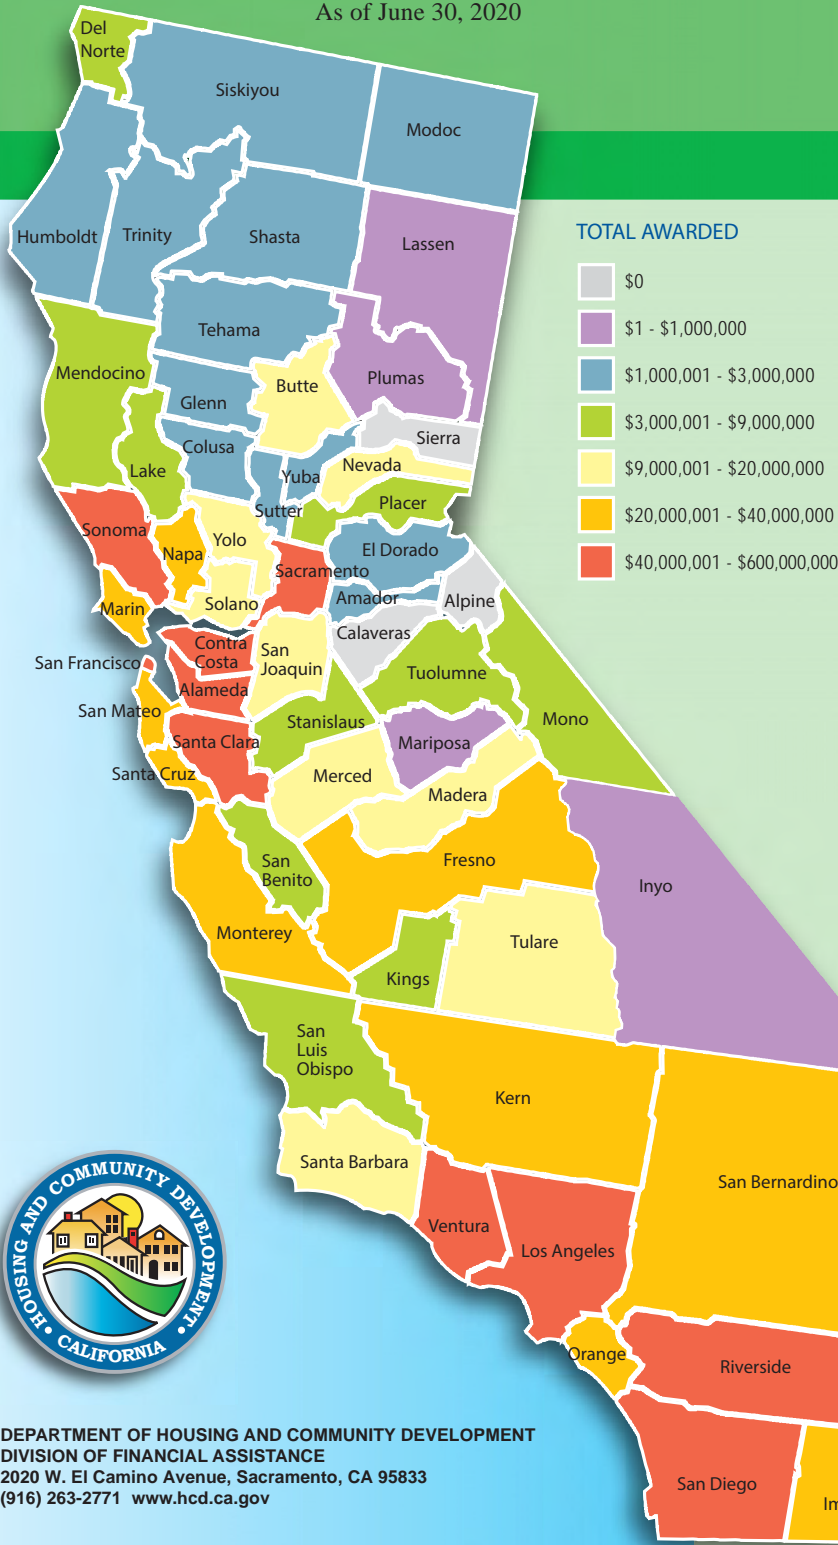 As of June 30, 2020
Del
Norte
Siskiyou
Modoc
Humboldt
Trinity
Shasta
Lassen
TOTAL AWARDED
$0
$1 - $1,000,000
$1,000,001 - $3,000,000
$3,000,001 - $9,000,000
$9,000,001 - $20,000,000
$20,000,001 - $40,000,000
$40,000,001 - $600,000,000
Tehama
Mendocino
Plumas
Butte
Glenn
Sierra
Colusa
Nevada
Lake
Yuba
Placer
Sutter
Sonoma
Yolo
El Dorado
Napa
Sacramento
Amador
Alpine
Solano
Marin
Calaveras
Contra
Costa
San
Joaquin
San Francisco
Tuolumne
Alameda
San Mateo
Stanislaus
Mono
Santa Clara
Mariposa
Santa Cruz
Merced
Madera
San
Benito
Fresno
Inyo
Monterey
Tulare
Kings
San
Luis
Obispo
Kern
Santa Barbara
San Bernardino
Ventura
Los Angeles
Orange
Riverside
San Diego
Im
HOUSING AND COMMUNITY DEVELOPMENT
CALIFORNIA
DEPARTMENT OF HOUSING AND COMMUNITY DEVELOPMENT
DIVISION OF FINANCIAL ASSISTANCE
2020 W. El Camino Avenue, Sacramento, CA 95833
(916) 263-2771 www.hcd.ca.gov